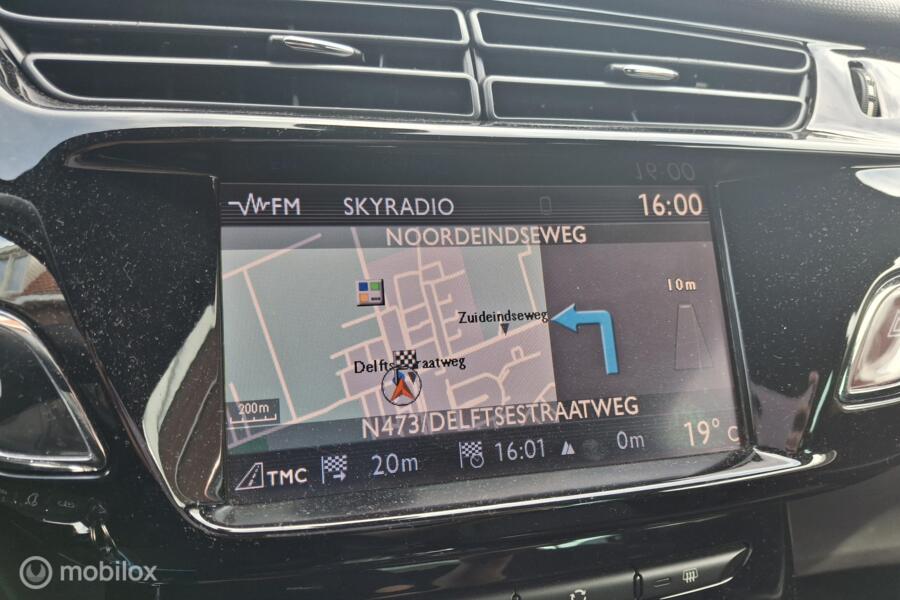 FM SKYRADIO 16:00
NOORDEINDSEWEG
10m
Zuideindseweg
200m
N473/DELFTSESTRAATWEG
TMC 20m 16:01 0m 19° C
mobilox